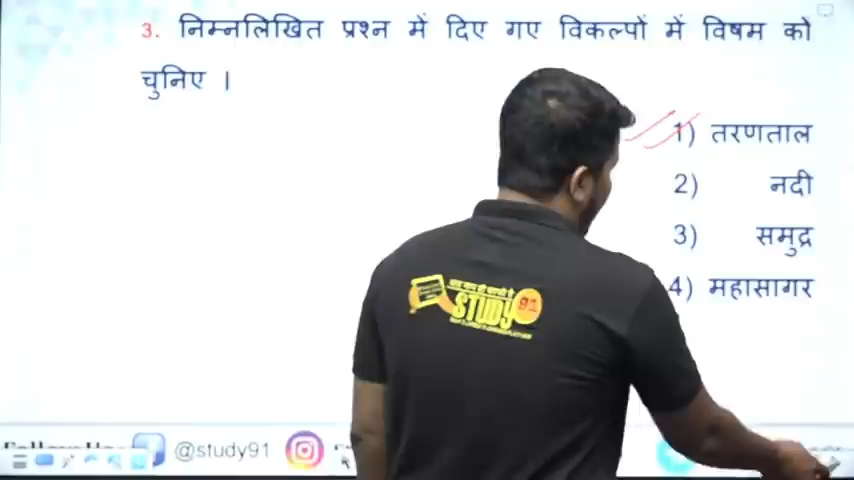 3. निम्नलिखित प्रश्न में दिए गए विकल्पों में विषम को
चुनिए ।
1) तरणताल
2) नदी
3) समुद्र
4) महासागर
STUDY 91
@study91